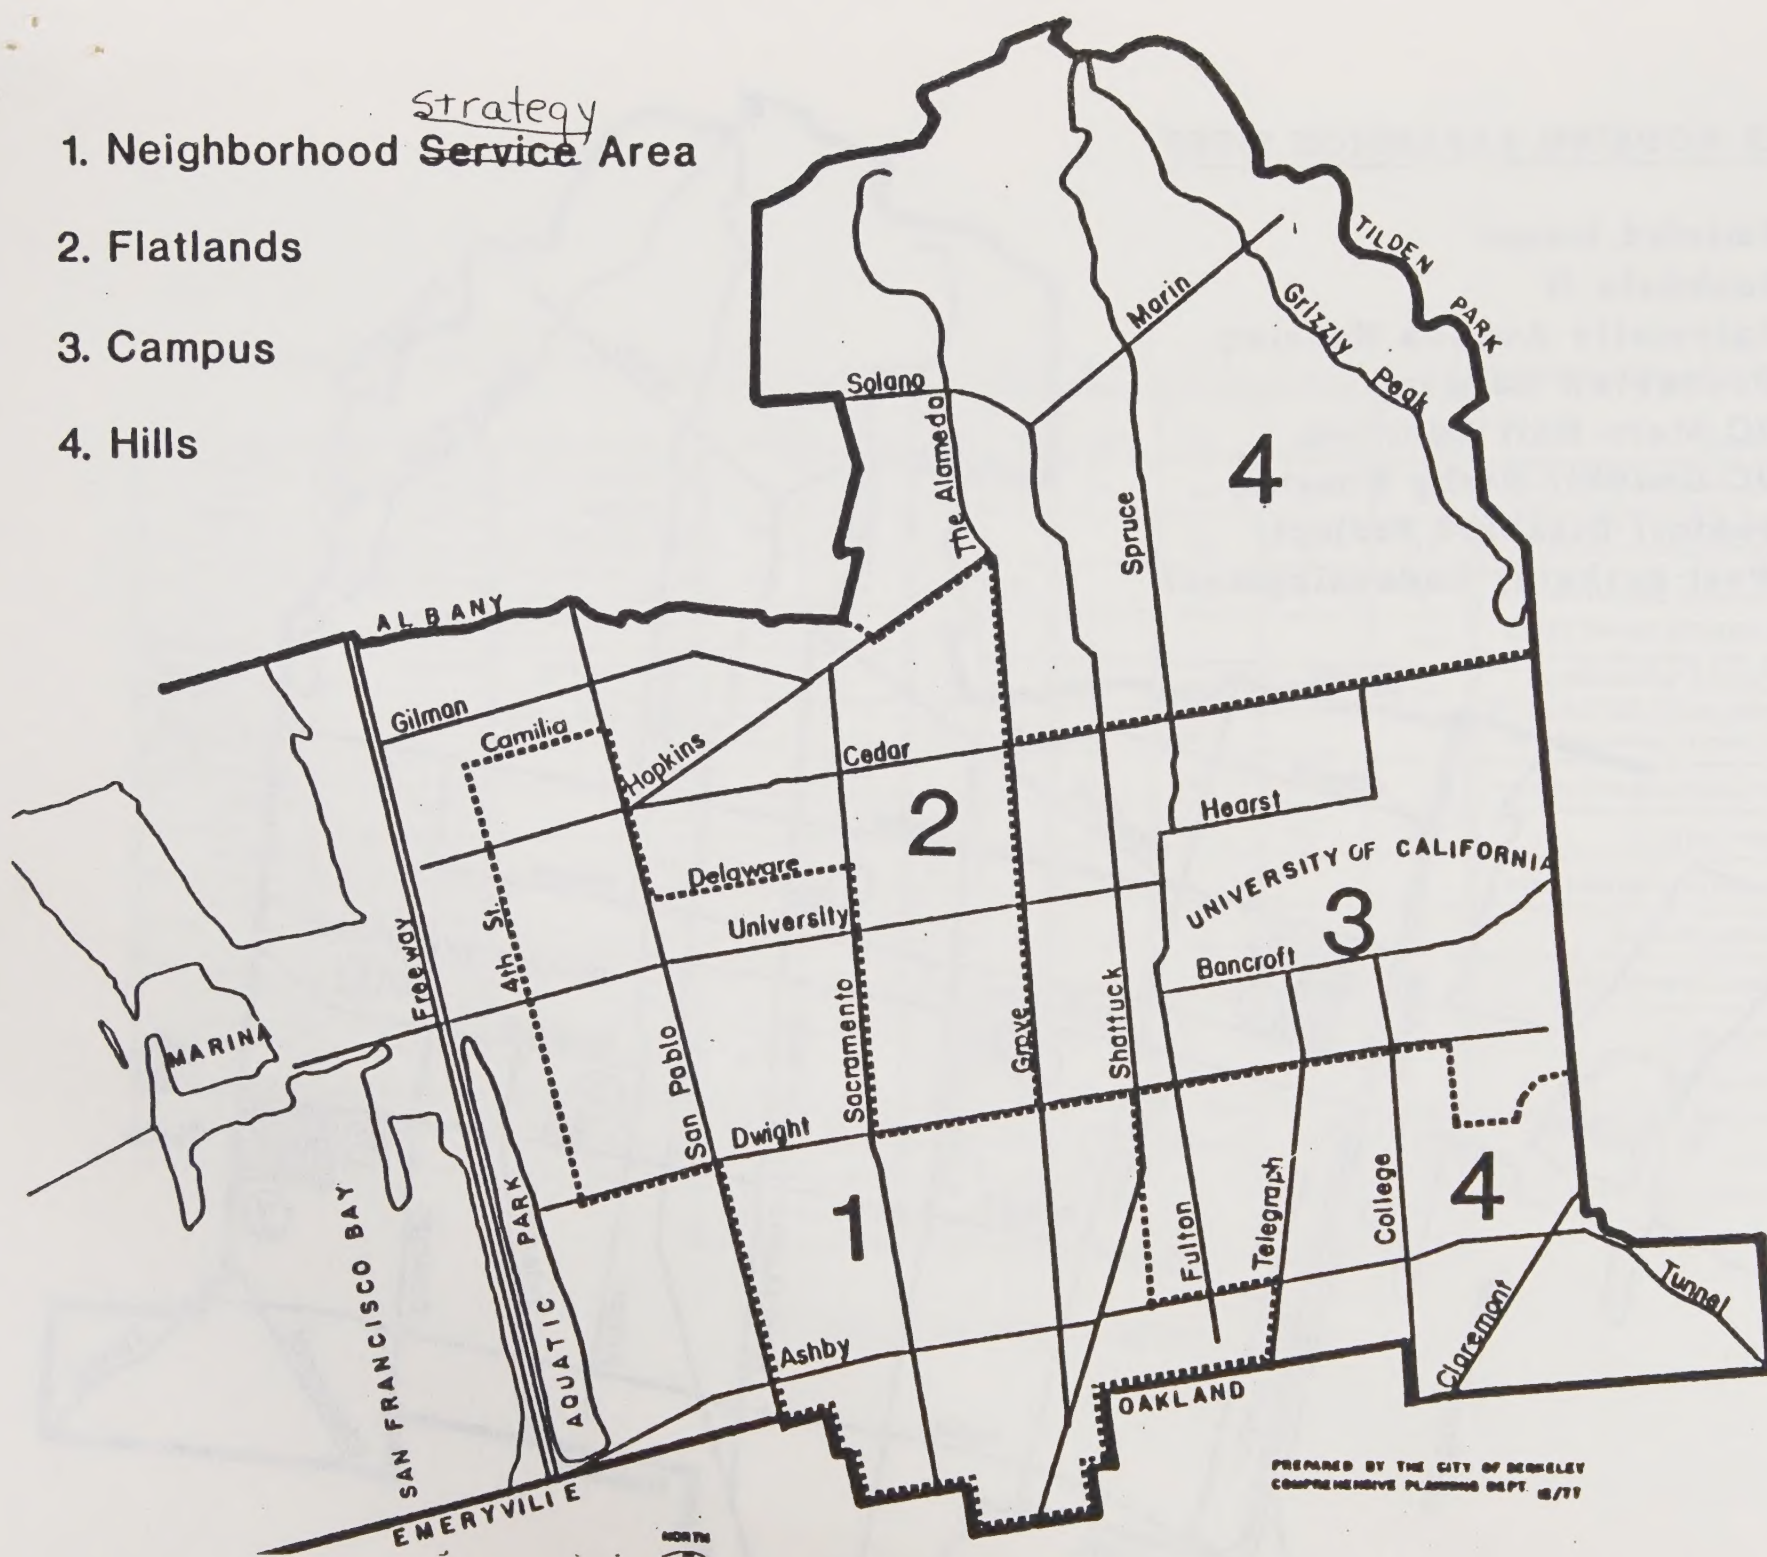 strategy
1. Neighborhood Service Area
2. Flatlands
3. Campus
4. Hills
TILDEN PARK
Marin
Grizzly Peak
Solano
The Alameda
4
Spruce
ALBANY
Gilman
Camilia
Hopkins
Cedar
2
Hearst
Delaware
UNIVERSITY OF CALIFORNIA
3
4th St.
University
Freeway
Bancroft
MARINA
San Pablo
Sacramento
Grove
Shattuck
Dwight
1
4
SAN FRANCISCO BAY
AQUATIC PARK
Fulton
Telegraph
College
Claremont
Tunnel
Ashby
OAKLAND
EMERYVILLE
PREPARED BY THE CITY OF BERKELEY
COMPREHENSIVE PLANNING DEPT. 12/77
NORTH